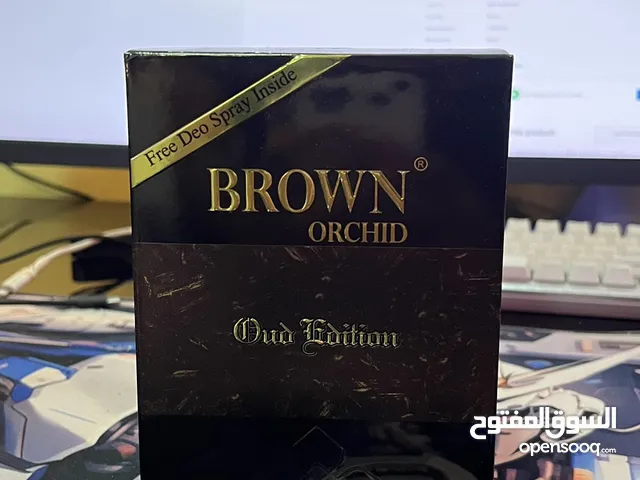 Free Deo Spray Inside
BROWN®
ORCHID
Oud Edition
السوق المفتوح
opensooq.com